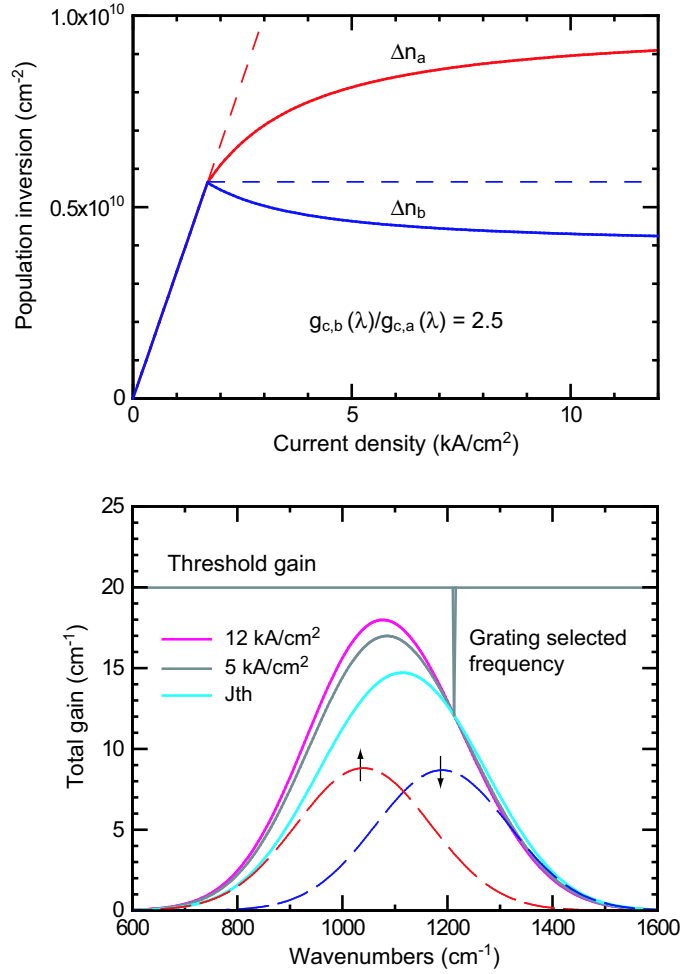 1.0x10¹⁰
0.5x10¹⁰
0
Population inversion (cm⁻²)
Δnₐ
Δn_b
g_c,b (λ)/g_c,a (λ) = 2.5
0 5 10
Current density (kA/cm²)
25
20
15
10
5
0
Total gain (cm⁻¹)
Threshold gain
12 kA/cm²
5 kA/cm²
Jth
Grating selected
frequency
600 800 1000 1200 1400 1600
Wavenumbers (cm⁻¹)